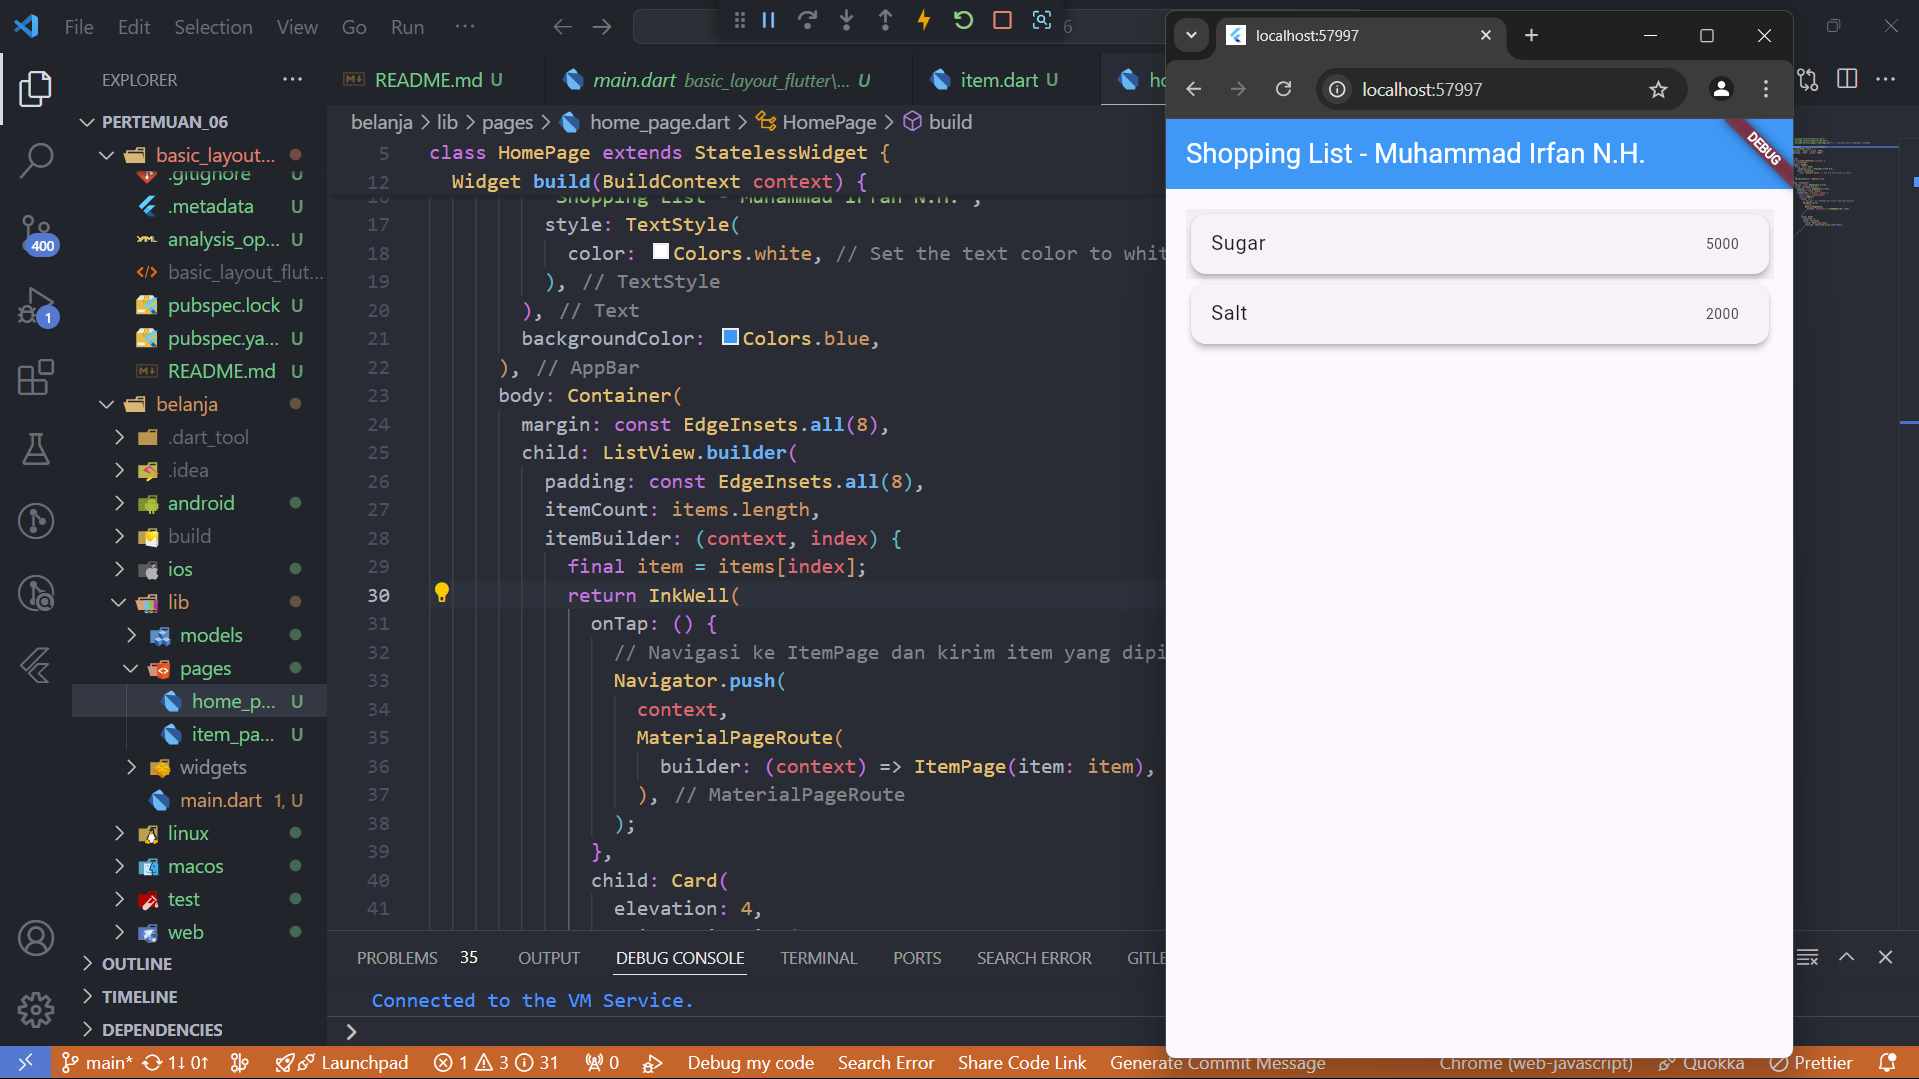 File Edit Selection View Go Run ···
6
EXPLORER
PERTEMUAN_06
basic_layout...
.gitignore U
.metadata U
analysis_op... U
basic_layout_flut...
pubspec.lock U
pubspec.ya... U
README.md U
belanja
.dart_tool
.idea
android
build
ios
lib
models
pages
home_p... U
item_pa... U
widgets
main.dart 1, U
linux
macos
test
web
OUTLINE
TIMELINE
DEPENDENCIES
400
1
README.md U
main.dart basic_layout_flutter\... U
item.dart U
belanja > lib > pages > home_page.dart > HomePage > build
5 class HomePage extends StatelessWidget {
12 Widget build(BuildContext context) {
16 "Shopping List - Muhammad Irfan N.H.",
17 style: TextStyle(
18 color: Colors.white, // Set the text color to whit
19 ), // TextStyle
20 ), // Text
21 backgroundColor: Colors.blue,
22 ), // AppBar
23 body: Container(
24 margin: const EdgeInsets.all(8),
25 child: ListView.builder(
26 padding: const EdgeInsets.all(8),
27 itemCount: items.length,
28 itemBuilder: (context, index) {
29 final item = items[index];
30 return InkWell(
31 onTap: () {
32 // Navigasi ke ItemPage dan kirim item yang dipi
33 Navigator.push(
34 context,
35 MaterialPageRoute(
36 builder: (context) => ItemPage(item: item),
37 ), // MaterialPageRoute
38 );
39 },
40 child: Card(
41 elevation: 4,
PROBLEMS 35 OUTPUT DEBUG CONSOLE TERMINAL PORTS SEARCH ERROR GITLE
Connected to the VM Service.
>
main* 1↓ 0↑ Launchpad 1 3 31 0 Debug my code Search Error Share Code Link Generate Commit Message Chrome (web-javascript) Quokka Prettier
localhost:57997
localhost:57997
Shopping List - Muhammad Irfan N.H.
DEBUG
Sugar 5000
Salt 2000